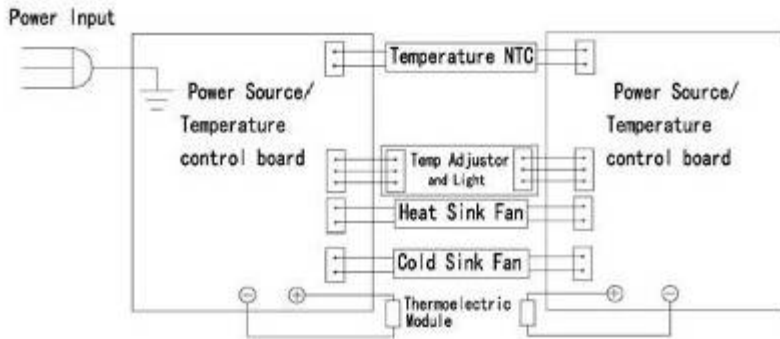 Power Input
Temperature NTC
Power Source/
Temperature
control board
Power Source/
Temperature
control board
Temp Adjustor
and Light
Heat Sink Fan
Cold Sink Fan
Thermoelectric
Module